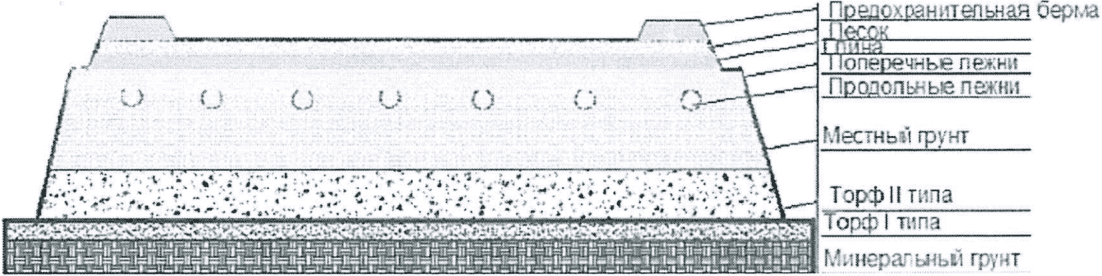 Предохранительная берма
Песок
Глина
Поперечные лежни
Продольные лежни
Местный грунт
Торф II типа
Торф I типа
Минеральный грунт